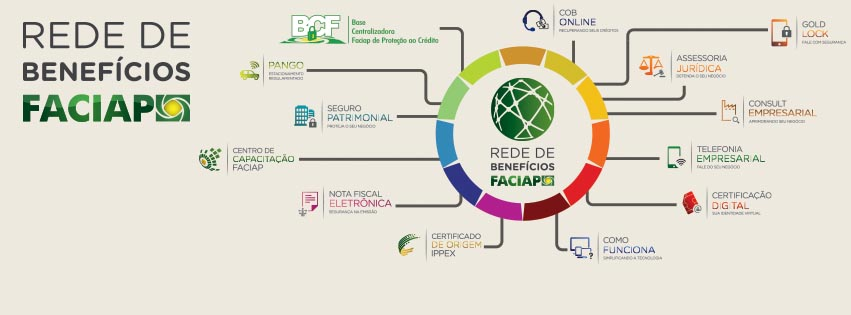 REDE DE
BENEFÍCIOS
FACIAP
BCF
Base
Centralizadora
Faciap de Proteção ao Crédito
COB
ONLINE
RECUPERANDO SEUS CRÉDITOS
GOLD
LOCK
FALE COM SEGURANÇA
PANGO
ESTACIONAMENTO
REGULAMENTADO
ASSESSORIA
JURÍDICA
DEFENDA O SEU NEGÓCIO
SEGURO
PATRIMONIAL
PROTEJA O SEU NEGÓCIO
CONSULT
EMPRESARIAL
APRIMORANDO SEU NEGÓCIO
CENTRO DE
CAPACITAÇÃO
FACIAP
REDE DE
BENEFÍCIOS
FACIAP
TELEFONIA
EMPRESARIAL
FALE DO SEU NEGÓCIO
NOTA FISCAL
ELETRÔNICA
SEGURANÇA NA EMISSÃO
CERTIFICAÇÃO
DIGITAL
SUA IDENTIDADE VIRTUAL
CERTIFICADO
DE ORIGEM
IPPEX
COMO
FUNCIONA
SIMPLIFICANDO A TECNOLOGIA